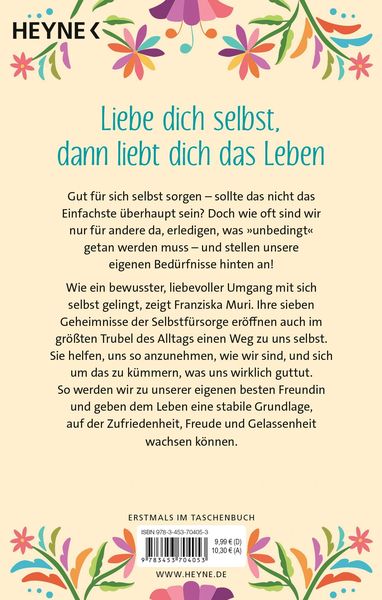 HEYNE
Liebe dich selbst,
dann liebt dich das Leben
Gut für sich selbst sorgen – sollte das nicht das
Einfachste überhaupt sein? Doch wie oft sind wir
nur für andere da, erledigen, was »unbedingt«
getan werden muss – und stellen unsere
eigenen Bedürfnisse hinten an!
Wie ein bewusster, liebevoller Umgang mit sich
selbst gelingt, zeigt Franziska Muri. Ihre sieben
Geheimnisse der Selbstfürsorge eröffnen auch im
größten Trubel des Alltags einen Weg zu uns selbst.
Sie helfen, uns so anzunehmen, wie wir sind, und sich
um das zu kümmern, was uns wirklich guttut.
So werden wir zu unserer eigenen besten Freundin
und geben dem Leben eine stabile Grundlage,
auf der Zufriedenheit, Freude und Gelassenheit
wachsen können.
ERSTMALS IM TASCHENBUCH
ISBN 978-3-453-70405-3
9,99 € (D)
10,30 € (A)
9 783453 704053
WWW.HEYNE.DE